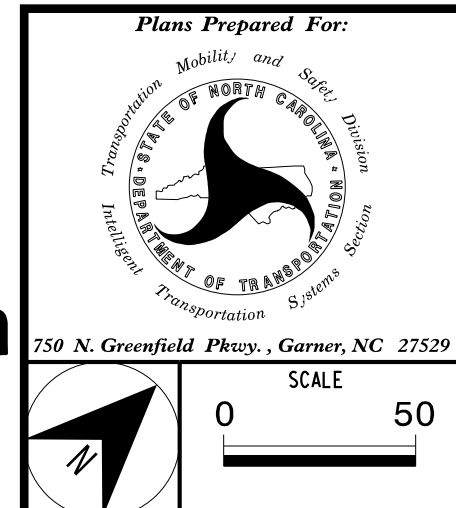 Plans Prepared For:
Transportation Mobility and Safety Division
STATE OF NORTH CAROLINA
DEPARTMENT OF TRANSPORTATION
Intelligent Transportation Systems Section
750 N. Greenfield Pkwy. , Garner, NC 27529
SCALE
0 50
N